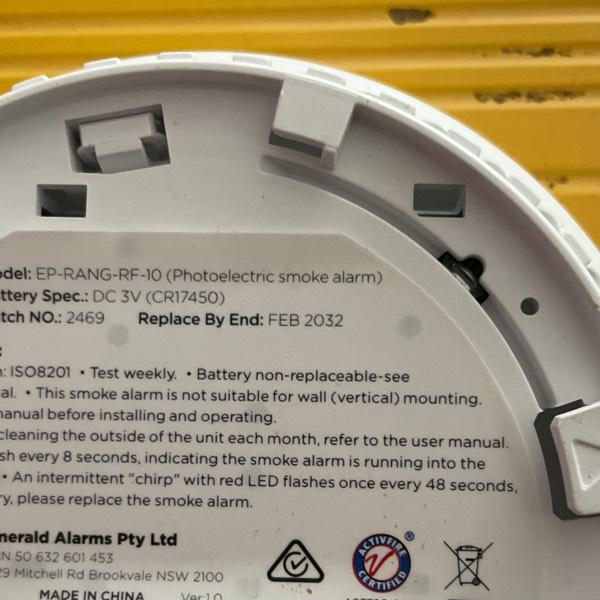 odel: EP-RANG-RF-10 (Photoelectric smoke alarm)
ttery Spec.: DC 3V (CR17450)
tch NO.: 2469 Replace By End: FEB 2032
:
n: ISO8201 • Test weekly. • Battery non-replaceable-see
al. • This smoke alarm is not suitable for wall (vertical) mounting.
manual before installing and operating.
cleaning the outside of the unit each month, refer to the user manual.
sh every 8 seconds, indicating the smoke alarm is running into the
• An intermittent "chirp" with red LED flashes once every 48 seconds,
ry, please replace the smoke alarm.
merald Alarms Pty Ltd
N 50 632 601 453
29 Mitchell Rd Brookvale NSW 2100
MADE IN CHINA Ver:1.0
ACTIVFIRE ®
CERTIFIED